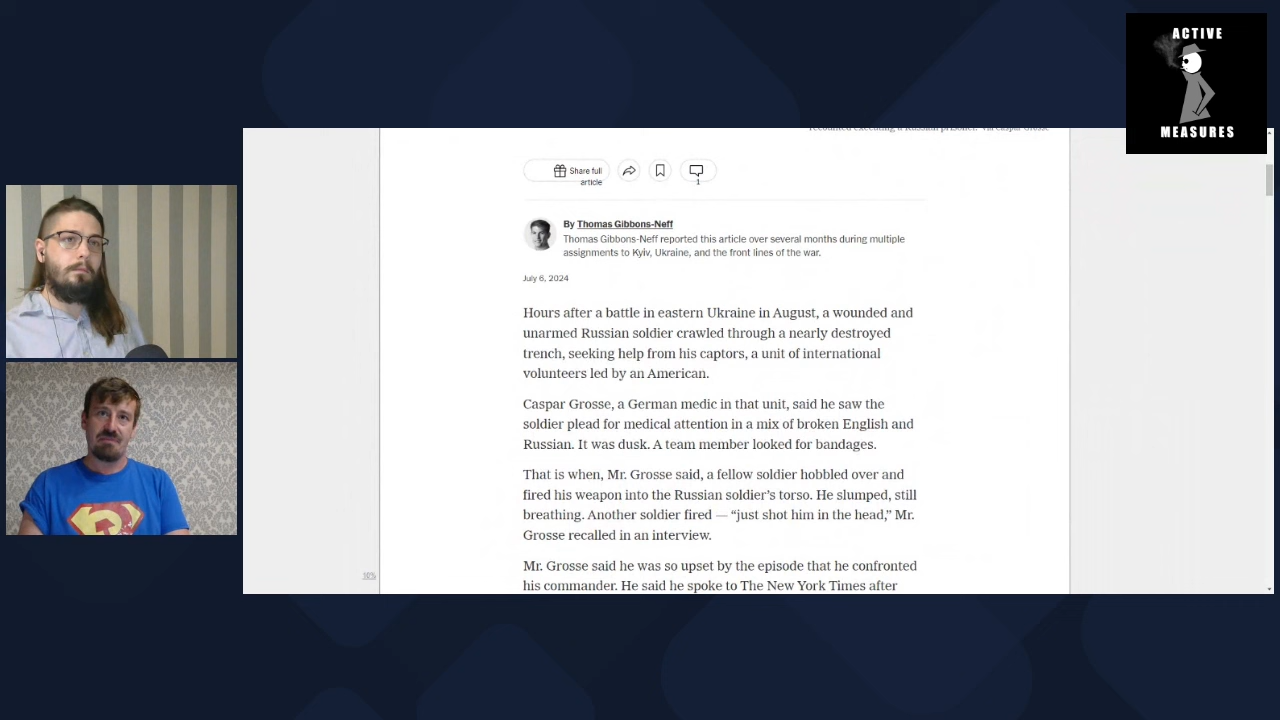 ACTIVE
MEASURES
recounted executing a Russian prisoner. Via Caspar Grosse
Share full
article
1
By Thomas Gibbons-Neff
Thomas Gibbons-Neff reported this article over several months during multiple
assignments to Kyiv, Ukraine, and the front lines of the war.
July 6, 2024
Hours after a battle in eastern Ukraine in August, a wounded and
unarmed Russian soldier crawled through a nearly destroyed
trench, seeking help from his captors, a unit of international
volunteers led by an American.
Caspar Grosse, a German medic in that unit, said he saw the
soldier plead for medical attention in a mix of broken English and
Russian. It was dusk. A team member looked for bandages.
That is when, Mr. Grosse said, a fellow soldier hobbled over and
fired his weapon into the Russian soldier’s torso. He slumped, still
breathing. Another soldier fired — “just shot him in the head,” Mr.
Grosse recalled in an interview.
Mr. Grosse said he was so upset by the episode that he confronted
his commander. He said he spoke to The New York Times after